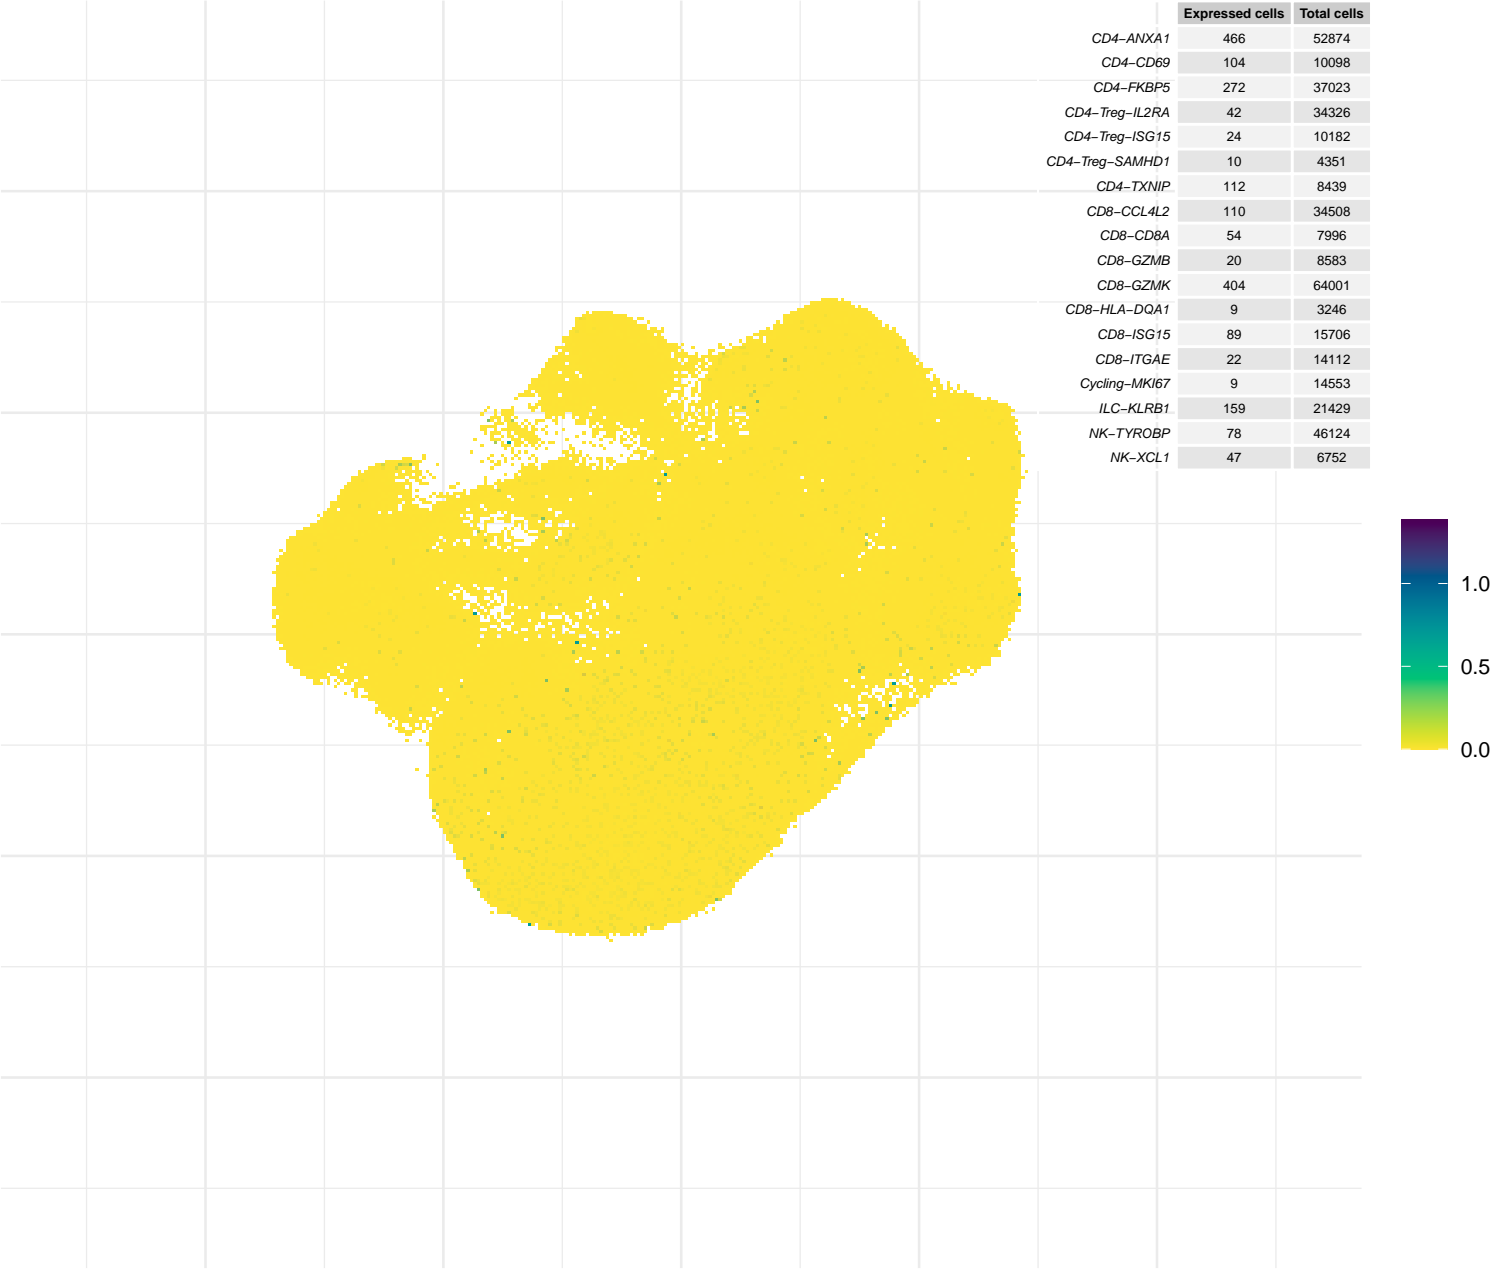 Expressed cells Total cells
CD4−ANXA1 466 52874
CD4−CD69 104 10098
CD4−FKBP5 272 37023
CD4−Treg−IL2RA 42 34326
CD4−Treg−ISG15 24 10182
CD4−Treg−SAMHD1 10 4351
CD4−TXNIP 112 8439
CD8−CCL4L2 110 34508
CD8−CD8A 54 7996
CD8−GZMB 20 8583
CD8−GZMK 404 64001
CD8−HLA−DQA1 9 3246
CD8−ISG15 89 15706
CD8−ITGAE 22 14112
Cycling−MKI67 9 14553
ILC−KLRB1 159 21429
NK−TYROBP 78 46124
NK−XCL1 47 6752
1.0
0.5
0.0